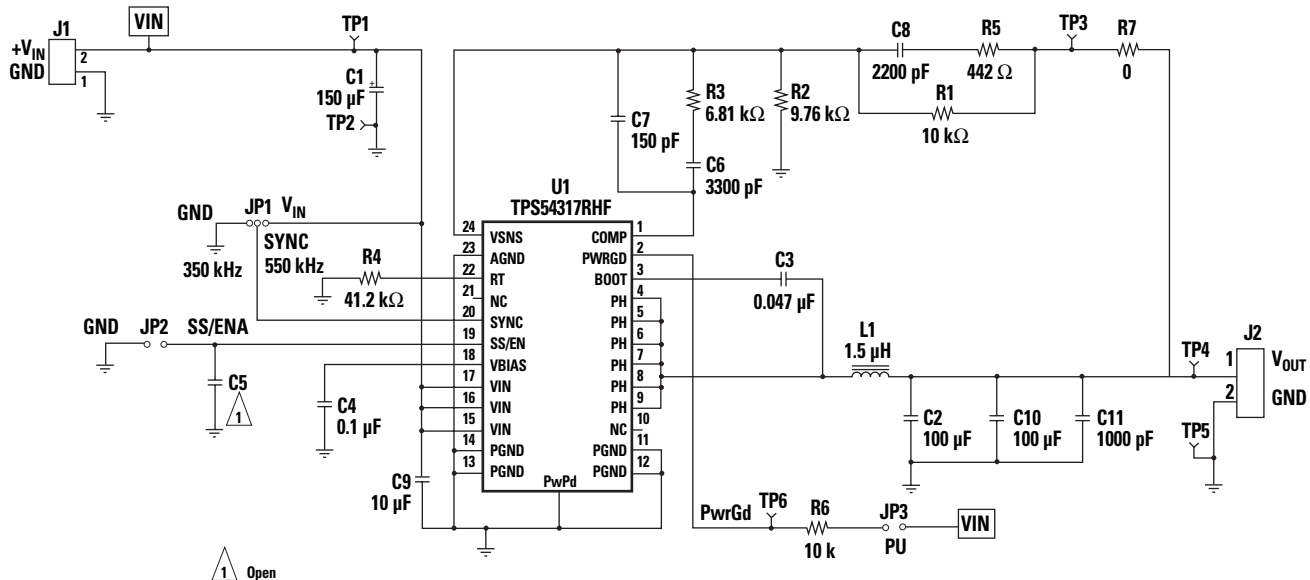 J1
VIN
TP1
+V_IN
GND
2
1
C1
150 µF
+
TP2
C8
2200 pF
R5
442 Ω
TP3
R7
0
R1
10 kΩ
R3
6.81 kΩ
R2
9.76 kΩ
C7
150 pF
C6
3300 pF
U1
TPS54317RHF
GND
JP1
V_IN
SYNC
350 kHz
550 kHz
R4
41.2 kΩ
GND
JP2
SS/ENA
C5
1
C4
0.1 µF
C9
10 µF
24 VSNS
23 AGND
22 RT
21 NC
20 SYNC
19 SS/EN
18 VBIAS
17 VIN
16 VIN
15 VIN
14 PGND
13 PGND
COMP 1
PWRGD 2
BOOT 3
PH 4
PH 5
PH 6
PH 7
PH 8
PH 9
NC 10
PGND 11
PGND 12
PwPd
C3
0.047 µF
L1
1.5 µH
C2
100 µF
C10
100 µF
C11
1000 pF
TP4
J2
1
V_OUT
2
GND
TP5
PwrGd
TP6
R6
10 k
JP3
PU
VIN
1 Open